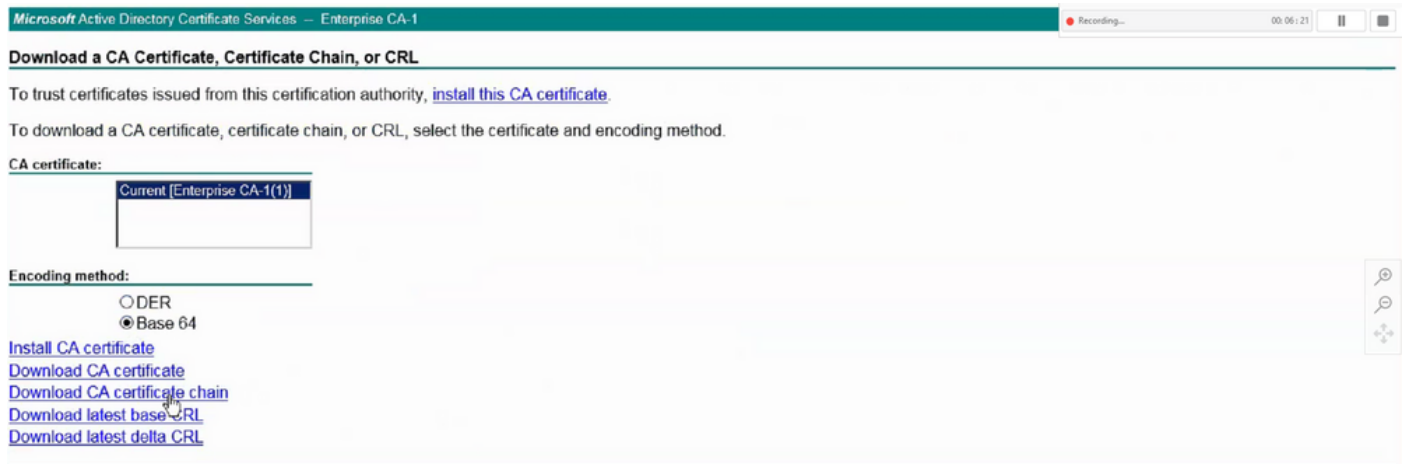 Microsoft Active Directory Certificate Services -- Enterprise CA-1
Recording... 00:06:21
Download a CA Certificate, Certificate Chain, or CRL
To trust certificates issued from this certification authority, install this CA certificate.
To download a CA certificate, certificate chain, or CRL, select the certificate and encoding method.
CA certificate:
Current [Enterprise CA-1(1)]
Encoding method:
DER
Base 64
Install CA certificate
Download CA certificate
Download CA certificate chain
Download latest base CRL
Download latest delta CRL